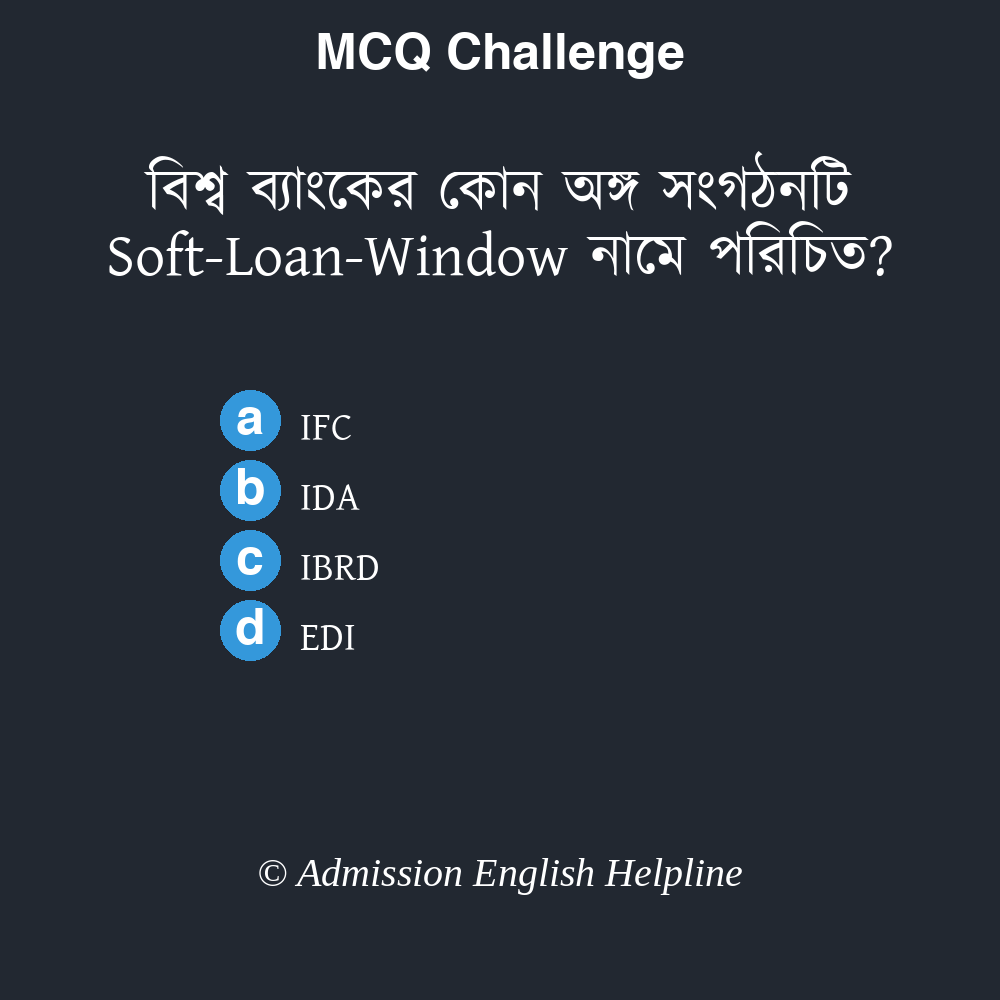 MCQ Challenge
বিশ্ব ব্যাংকের কোন অঙ্গ সংগঠনটি
Soft-Loan-Window নামে পরিচিত?
a IFC
b IDA
c IBRD
d EDI
© Admission English Helpline